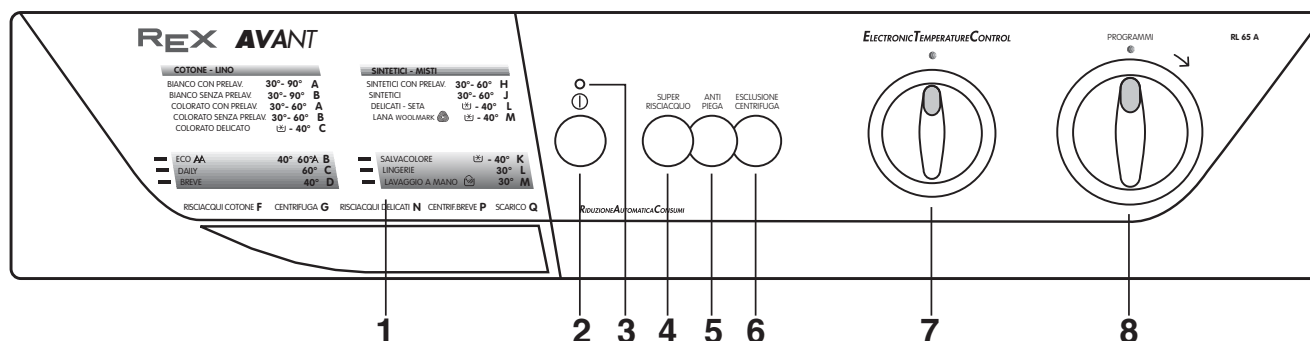 REX AVANT
COTONE - LINO
BIANCO CON PRELAV. 30°- 90° A
BIANCO SENZA PRELAV. 30°- 90° B
COLORATO CON PRELAV. 30°- 60° A
COLORATO SENZA PRELAV. 30°- 60° B
COLORATO DELICATO - 40° C
ECO AA 40° 60°A B
DAILY 60° C
BREVE 40° D
SINTETICI - MISTI
SINTETICI CON PRELAV. 30°- 60° H
SINTETICI 30°- 60° J
DELICATI - SETA - 40° L
LANA WOOLMARK - 40° M
SALVACOLORE - 40° K
LINGERIE 30° L
LAVAGGIO A MANO 30° M
RISCIACQUI COTONE F CENTRIFUGA G RISCIACQUI DELICATI N CENTRIF.BREVE P SCARICO Q
RIDUZIONEAUTOMATICACONSUMI
SUPER
RISCIACQUO
ANTI
PIEGA
ESCLUSIONE
CENTRIFUGA
ELECTRONICTEMPERATURECONTROL
PROGRAMMI
RL 65 A
1 2 3 4 5 6 7 8